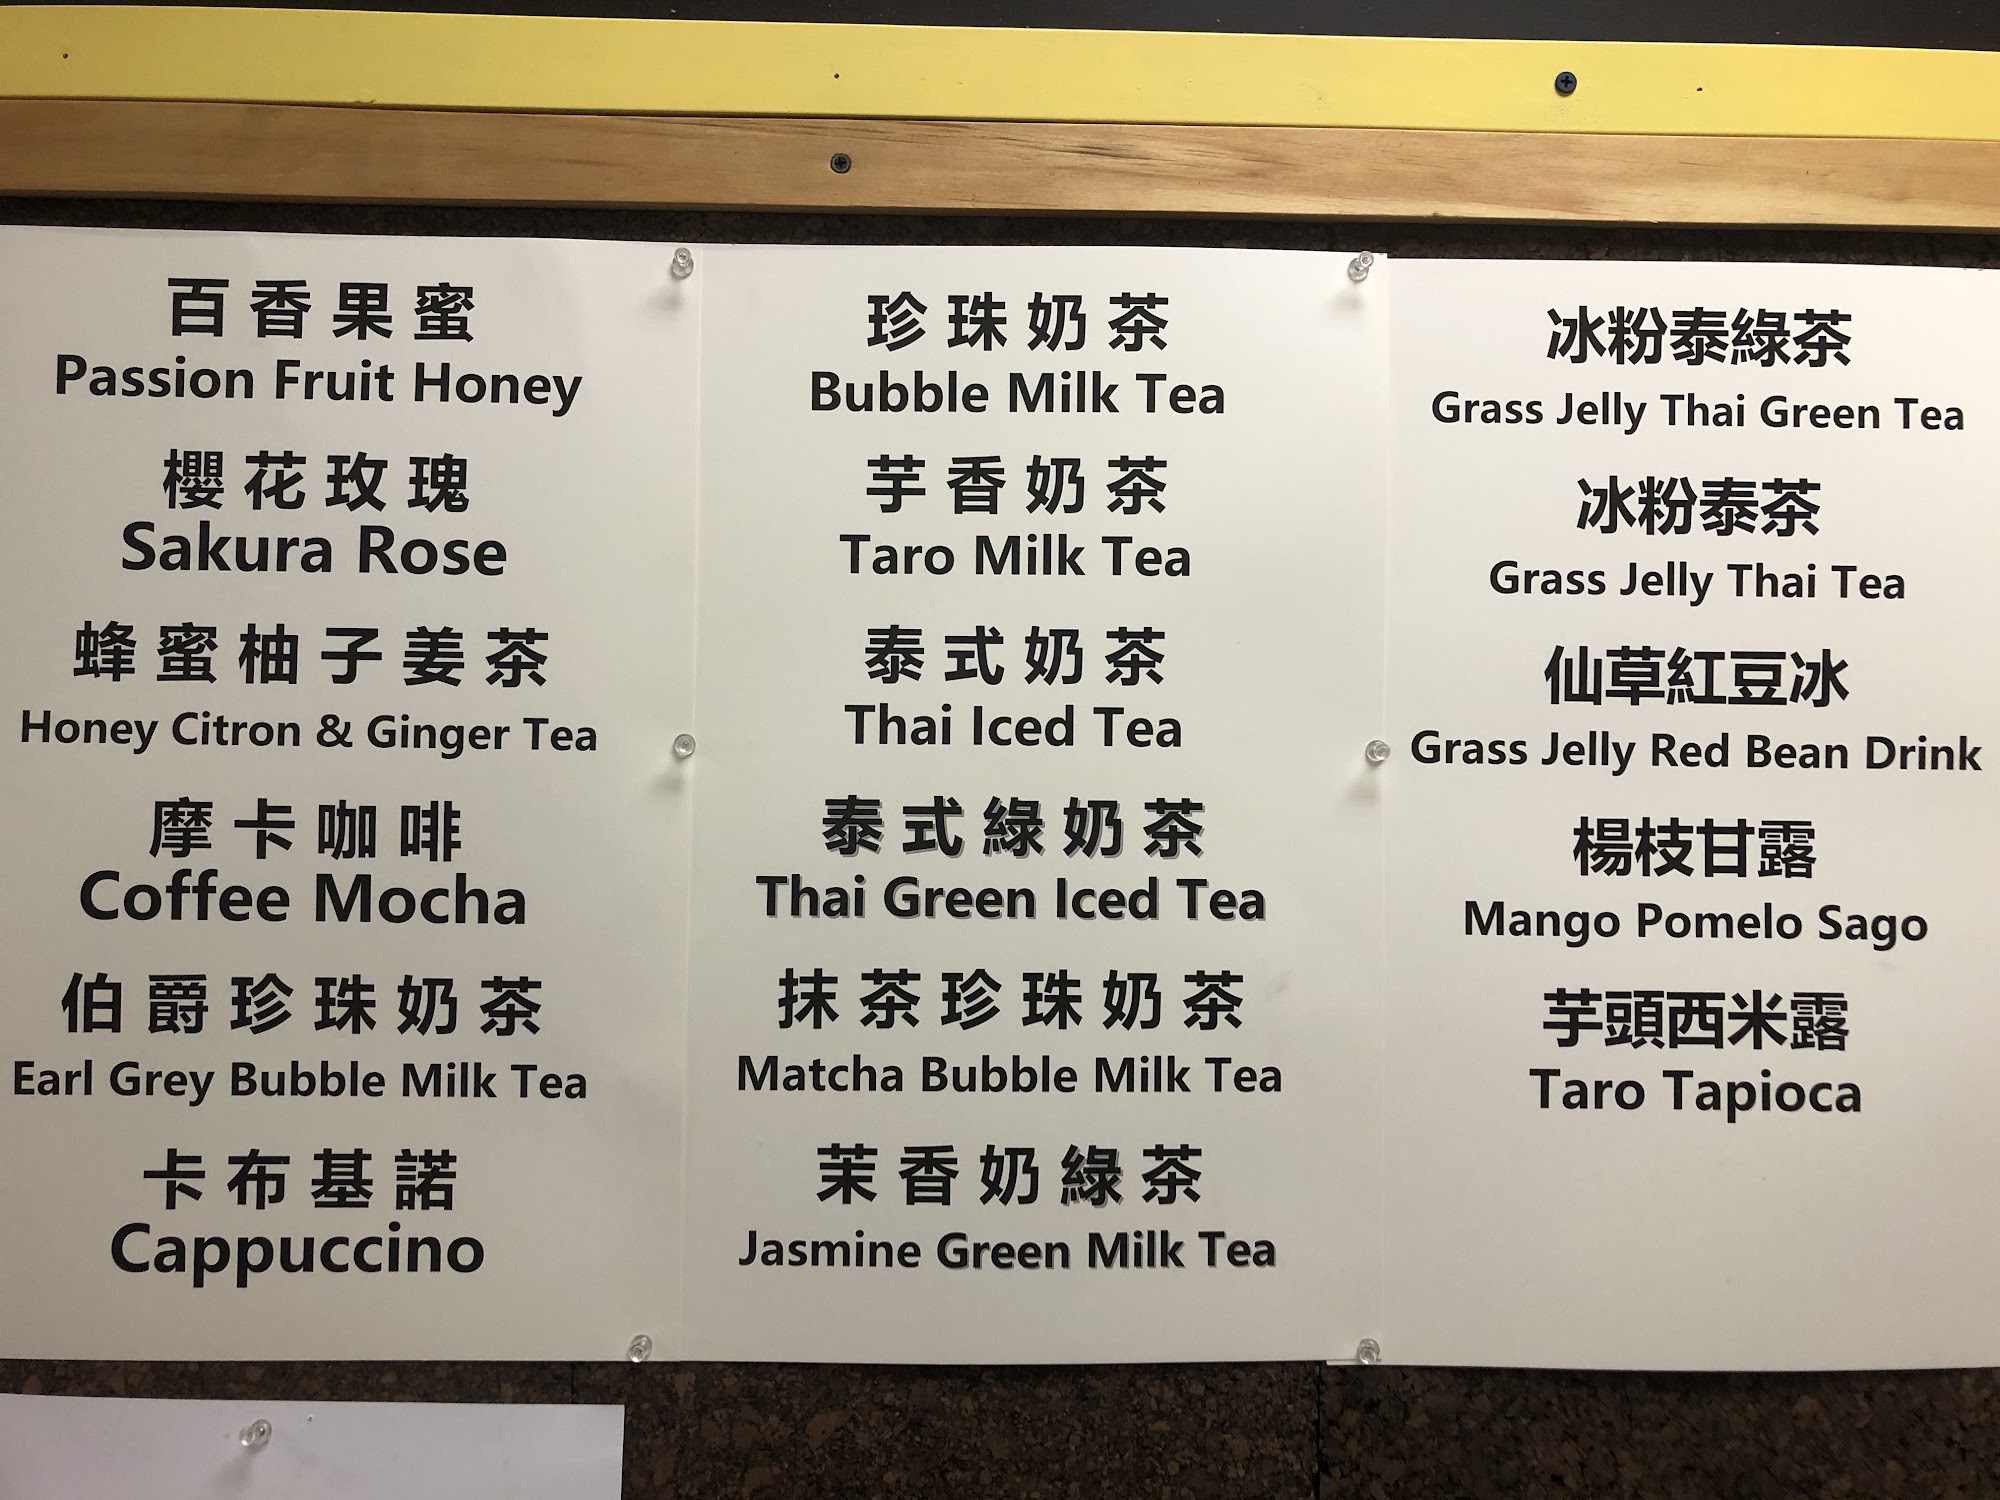 百香果蜜
Passion Fruit Honey
櫻花玫瑰
Sakura Rose
蜂蜜柚子姜茶
Honey Citron & Ginger Tea
摩卡咖啡
Coffee Mocha
伯爵珍珠奶茶
Earl Grey Bubble Milk Tea
卡布基諾
Cappuccino
珍珠奶茶
Bubble Milk Tea
芋香奶茶
Taro Milk Tea
泰式奶茶
Thai Iced Tea
泰式綠奶茶
Thai Green Iced Tea
抹茶珍珠奶茶
Matcha Bubble Milk Tea
茉香奶綠茶
Jasmine Green Milk Tea
冰粉泰綠茶
Grass Jelly Thai Green Tea
冰粉泰茶
Grass Jelly Thai Tea
仙草紅豆冰
Grass Jelly Red Bean Drink
楊枝甘露
Mango Pomelo Sago
芋頭西米露
Taro Tapioca